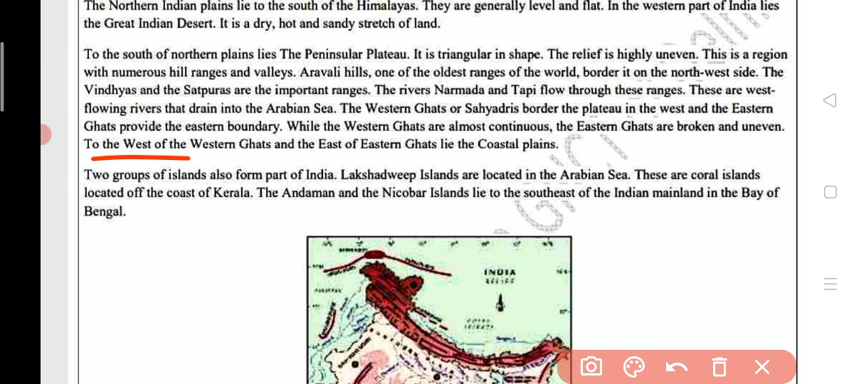 The Northern Indian plains lie to the south of the Himalayas. They are generally level and flat. In the western part of India lies
the Great Indian Desert. It is a dry, hot and sandy stretch of land.
To the south of northern plains lies The Peninsular Plateau. It is triangular in shape. The relief is highly uneven. This is a region
with numerous hill ranges and valleys. Aravali hills, one of the oldest ranges of the world, border it on the north-west side. The
Vindhyas and the Satpuras are the important ranges. The rivers Narmada and Tapi flow through these ranges. These are west-
flowing rivers that drain into the Arabian Sea. The Western Ghats or Sahyadris border the plateau in the west and the Eastern
Ghats provide the eastern boundary. While the Western Ghats are almost continuous, the Eastern Ghats are broken and uneven.
To the West of the Western Ghats and the East of Eastern Ghats lie the Coastal plains.
Two groups of islands also form part of India. Lakshadweep Islands are located in the Arabian Sea. These are coral islands
located off the coast of Kerala. The Andaman and the Nicobar Islands lie to the southeast of the Indian mainland in the Bay of
Bengal.
INDIA
RELIEF